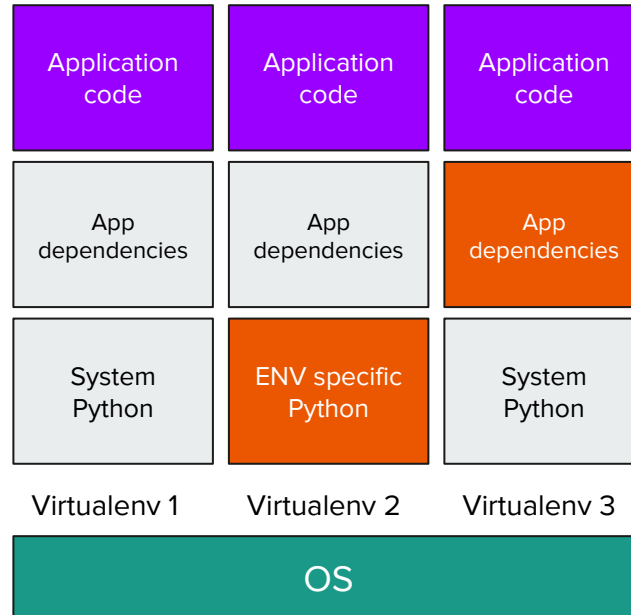 Application
code
Application
code
Application
code
App
dependencies
App
dependencies
App
dependencies
System
Python
ENV specific
Python
System
Python
Virtualenv 1
Virtualenv 2
Virtualenv 3
OS